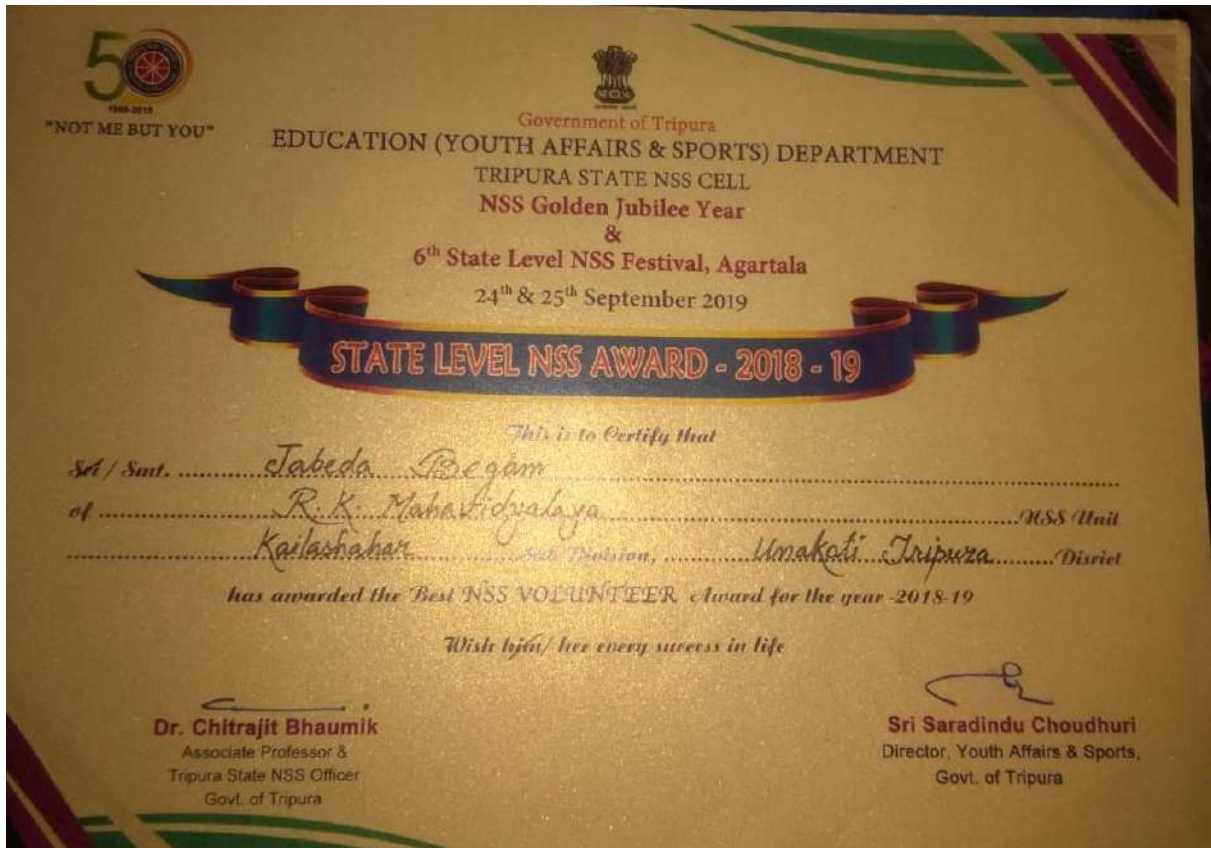 50
1969-2019
"NOT ME BUT YOU"
Government of Tripura
EDUCATION (YOUTH AFFAIRS & SPORTS) DEPARTMENT
TRIPURA STATE NSS CELL
NSS Golden Jubilee Year
&
6th State Level NSS Festival, Agartala
24th & 25th September 2019
STATE LEVEL NSS AWARD - 2018 - 19
This is to Certify that
Sri / Smt. Jabeda Begam
of R. K. Mahavidyalaya NSS Unit
Kailashahar Sub Division, Unakoti Tripura Disrict
has awarded the Best NSS VOLUNTEER Award for the year -2018-19
Wish him/ her every success in life
Dr. Chitrajit Bhaumik
Associate Professor &
Tripura State NSS Officer
Govt. of Tripura
Sri Saradindu Choudhuri
Director, Youth Affairs & Sports,
Govt. of Tripura